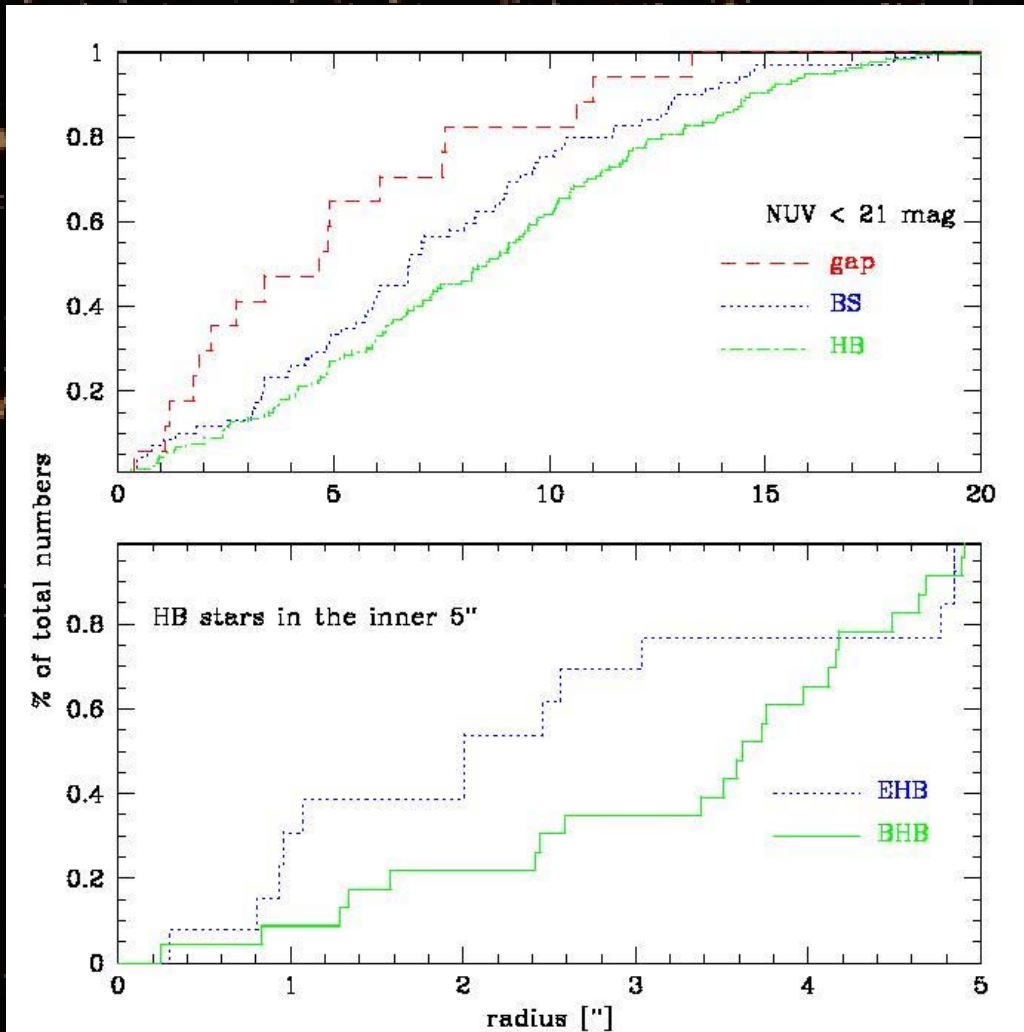 1
0.8
0.6
0.4
0.2
NUV < 21 mag
gap
BS
HB
0 5 10 15 20
% of total numbers
HB stars in the inner 5"
0.8
0.6
0.4
0.2
0
EHB
BHB
0 1 2 3 4 5
radius ["]